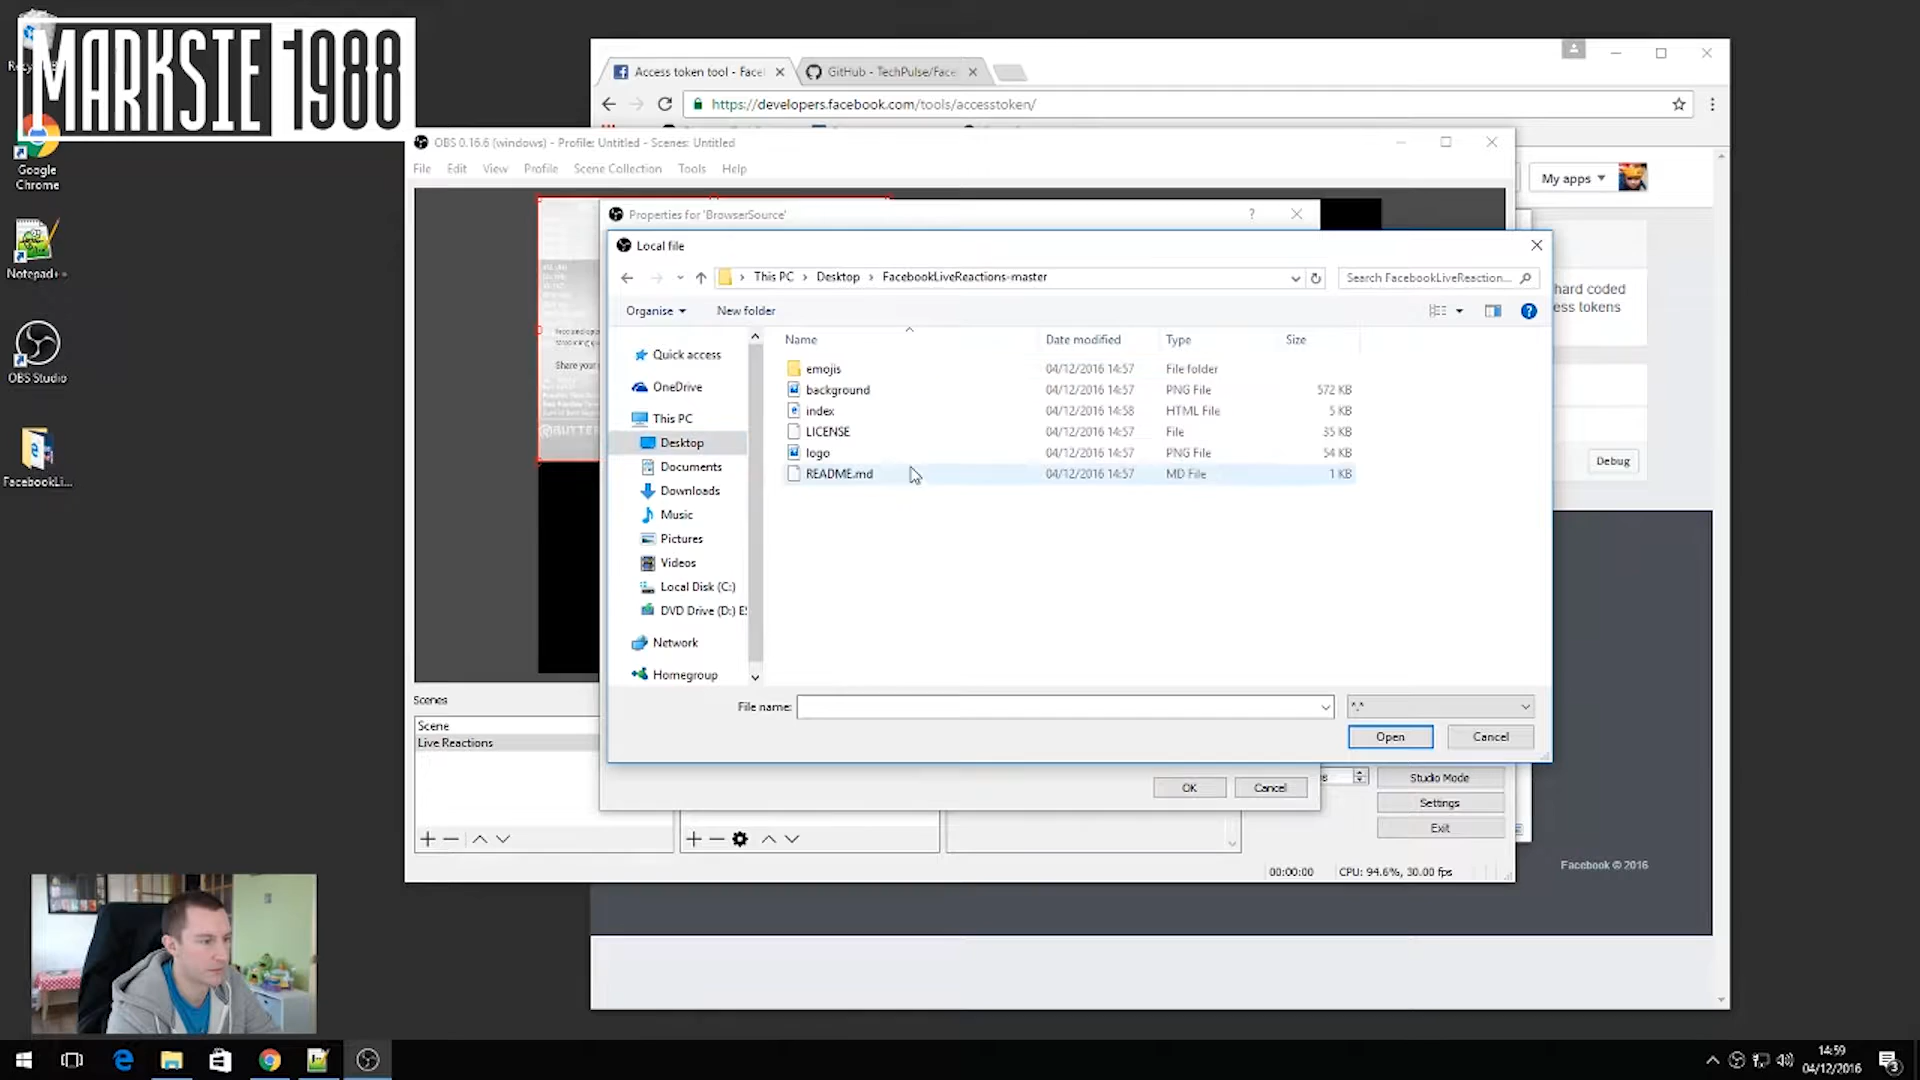 MARKSIE 1988
Google
Chrome
Notepad++
OBS Studio
FacebookLi...
Access token tool - Facel
GitHub - TechPulse/Face
https://developers.facebook.com/tools/accesstoken/
My apps
hard coded
ess tokens
Debug
Facebook © 2016
OBS 0.16.6 (windows) - Profile: Untitled - Scenes: Untitled
File Edit View Profile Scene Collection Tools Help
Properties for 'BrowserSource'
Local file
This PC > Desktop > FacebookLiveReactions-master
Search FacebookLiveReaction...
Organise
New folder
Name Date modified Type Size
emojis 04/12/2016 14:57 File folder
background 04/12/2016 14:57 PNG File 572 KB
index 04/12/2016 14:58 HTML File 5 KB
LICENSE 04/12/2016 14:57 File 35 KB
logo 04/12/2016 14:57 PNG File 54 KB
README.md 04/12/2016 14:57 MD File 1 KB
Quick access
OneDrive
This PC
Desktop
Documents
Downloads
Music
Pictures
Videos
Local Disk (C:)
DVD Drive (D:) E
Network
Homegroup
File name:
*.*
Open
Cancel
OK
Cancel
Share your
Scenes
Scene
Live Reactions
Studio Mode
Settings
Exit
00:00:00
CPU: 94.6%, 30.00 fps
14:59
04/12/2016
3